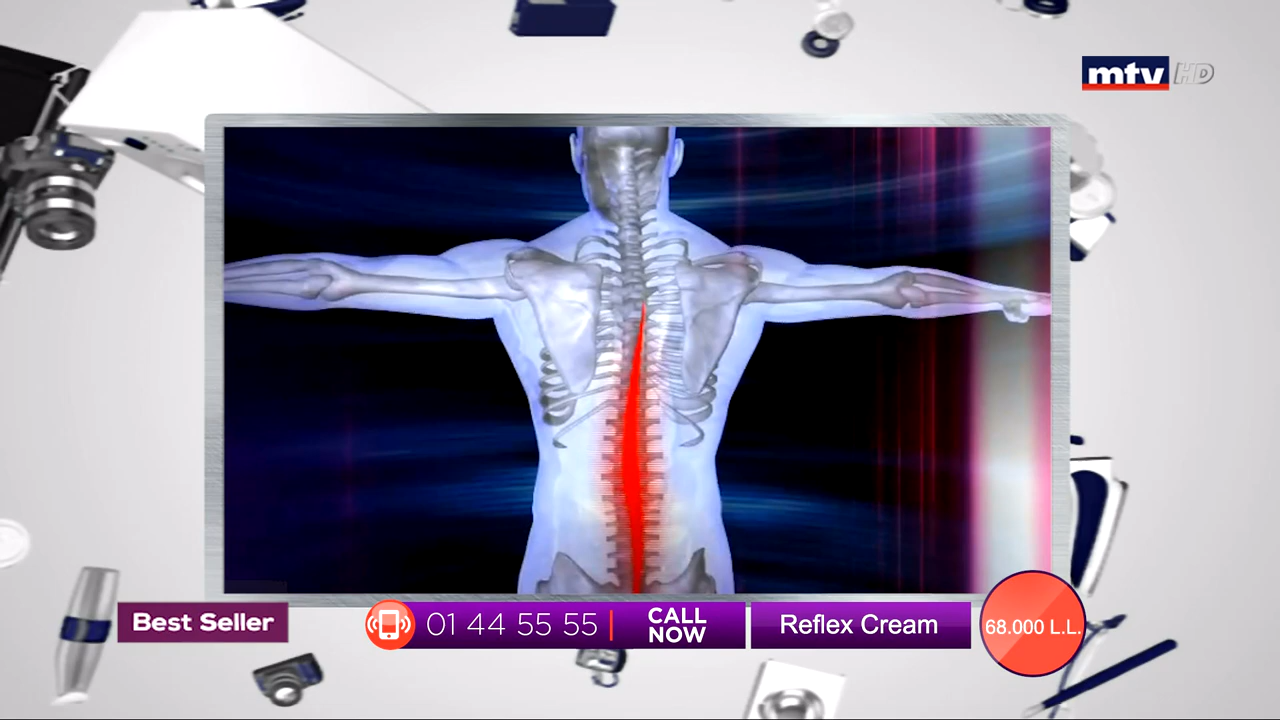 mtv HD
Best Seller
01 44 55 55
CALL
NOW
Reflex Cream
68.000 L.L.